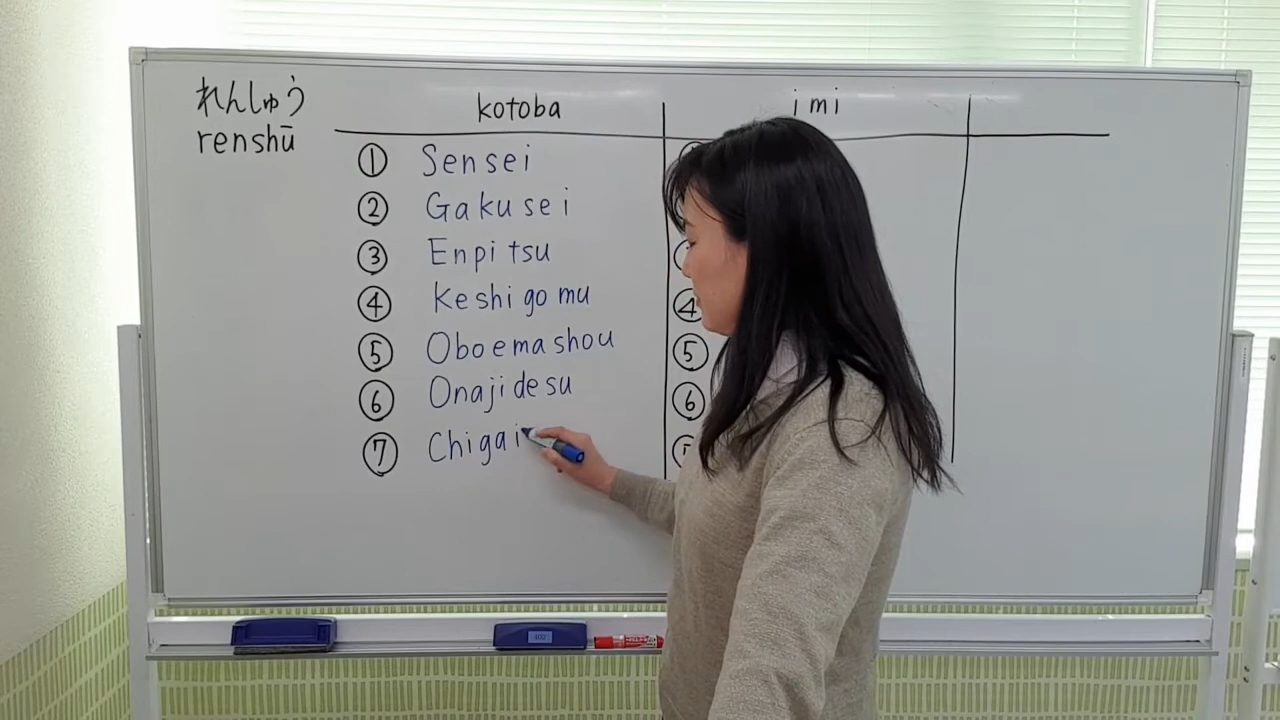 れんしゅう
renshū
kotoba
imi
① Sensei
② Gakusei
③ Enpitsu
④ Keshigomu
⑤ Oboemashou
⑥ Onajidesu
⑦ Chigai
④
⑤
⑥